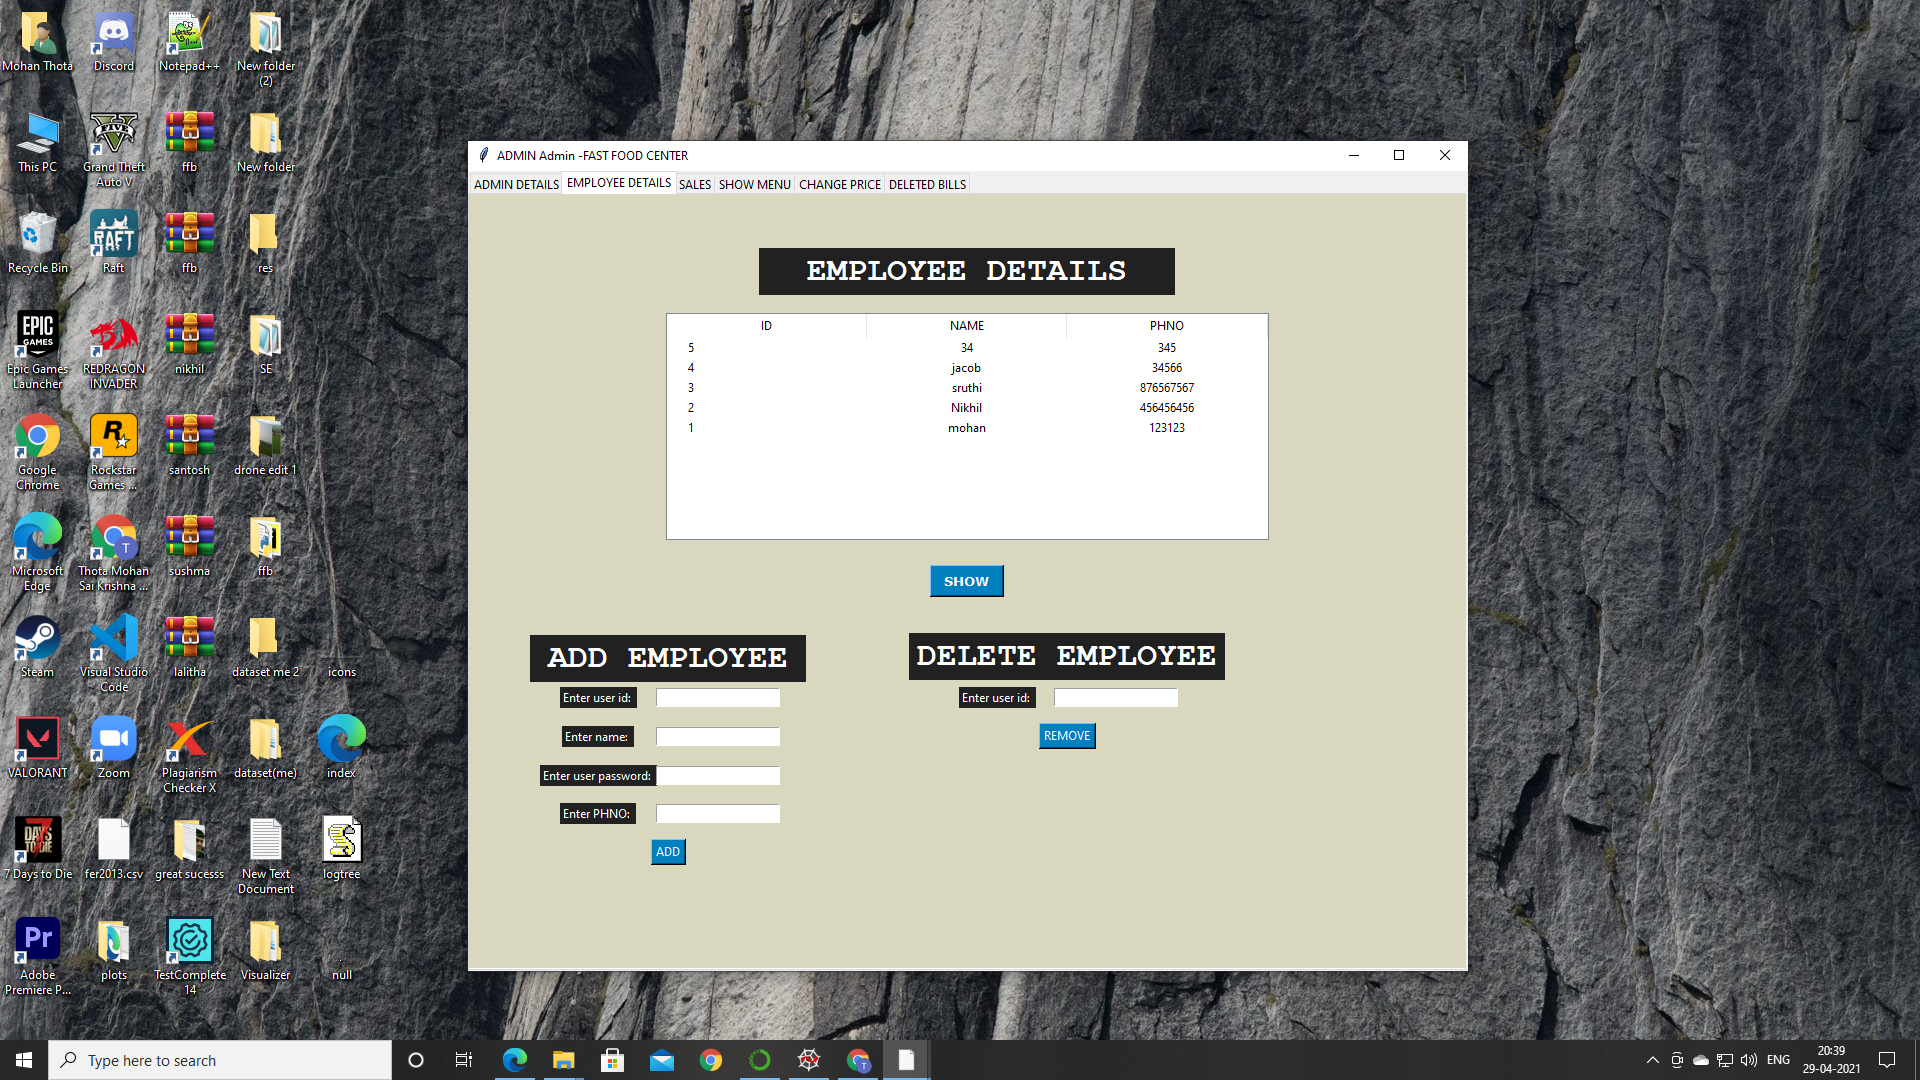 Mohan Thota
Discord
Notepad++
New folder
(2)
This PC
Grand Theft
Auto V
ffb
New folder
Recycle Bin
RAFT
Raft
ffb
res
EPIC
GAMES
Epic Games
Launcher
REDRAGON
INVADER
nikhil
SE
Google
Chrome
Rockstar
Games ...
santosh
drone edit 1
Microsoft
Edge
T
Thota Mohan
Sai Krishna ...
sushma
ffb
Steam
Visual Studio
Code
lalitha
dataset me 2
icons
VALORANT
Zoom
Plagiarism
Checker X
dataset(me)
index
7 Days to Die
fer2013.csv
great sucesss
New Text
Document
logtree
Pr
Adobe
Premiere P...
plots
TestComplete
14
Visualizer
null
ADMIN Admin -FAST FOOD CENTER
ADMIN DETAILS EMPLOYEE DETAILS SALES SHOW MENU CHANGE PRICE DELETED BILLS
EMPLOYEE DETAILS
ID NAME PHNO
5 34 345
4 jacob 34566
3 sruthi 876567567
2 Nikhil 456456456
1 mohan 123123
SHOW
ADD EMPLOYEE
Enter user id:
Enter name:
Enter user password:
Enter PHNO:
ADD
DELETE EMPLOYEE
Enter user id:
REMOVE
Type here to search
T
ENG
20:39
29-04-2021